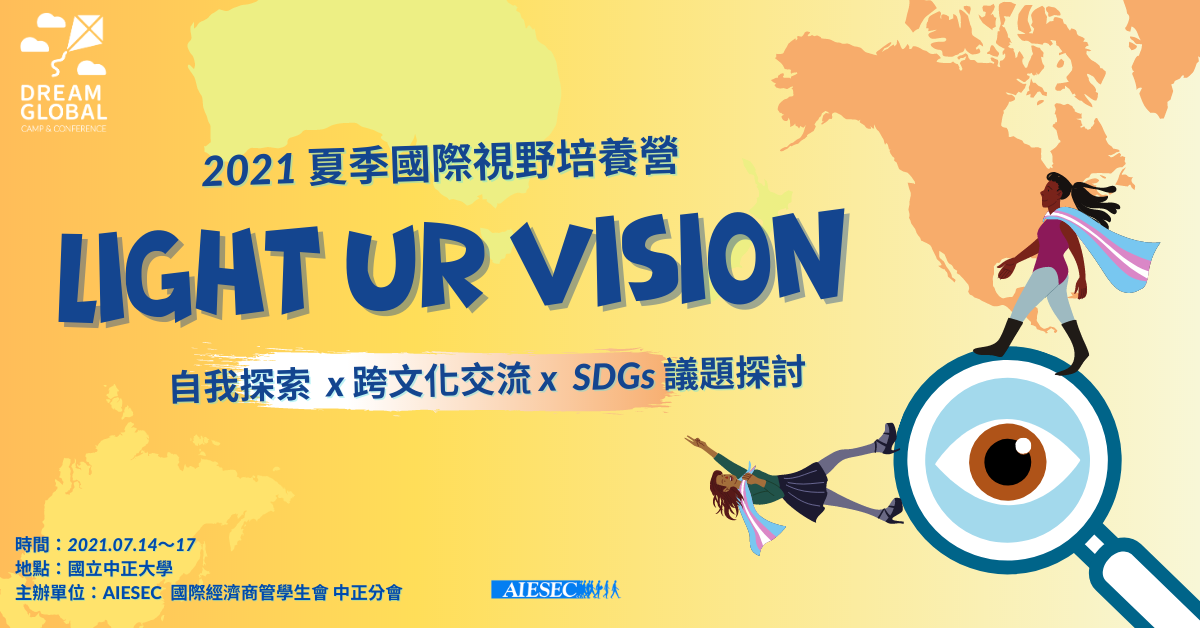 DREAM
GLOBAL
CAMP & CONFERENCE
2021 夏季國際視野培養營
LIGHT UR VISION
自我探索 x 跨文化交流 x SDGs 議題探討
時間：2021.07.14～17
地點：國立中正大學
主辦單位：AIESEC 國際經濟商管學生會 中正分會
AIESEC